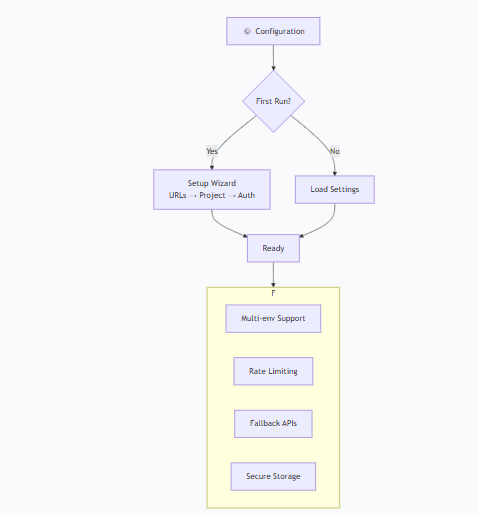 ⚙️ Configuration
First Run?
Yes
No
Setup Wizard
URLs → Project → Auth
Load Settings
Ready
F
Multi-env Support
Rate Limiting
Fallback APIs
Secure Storage